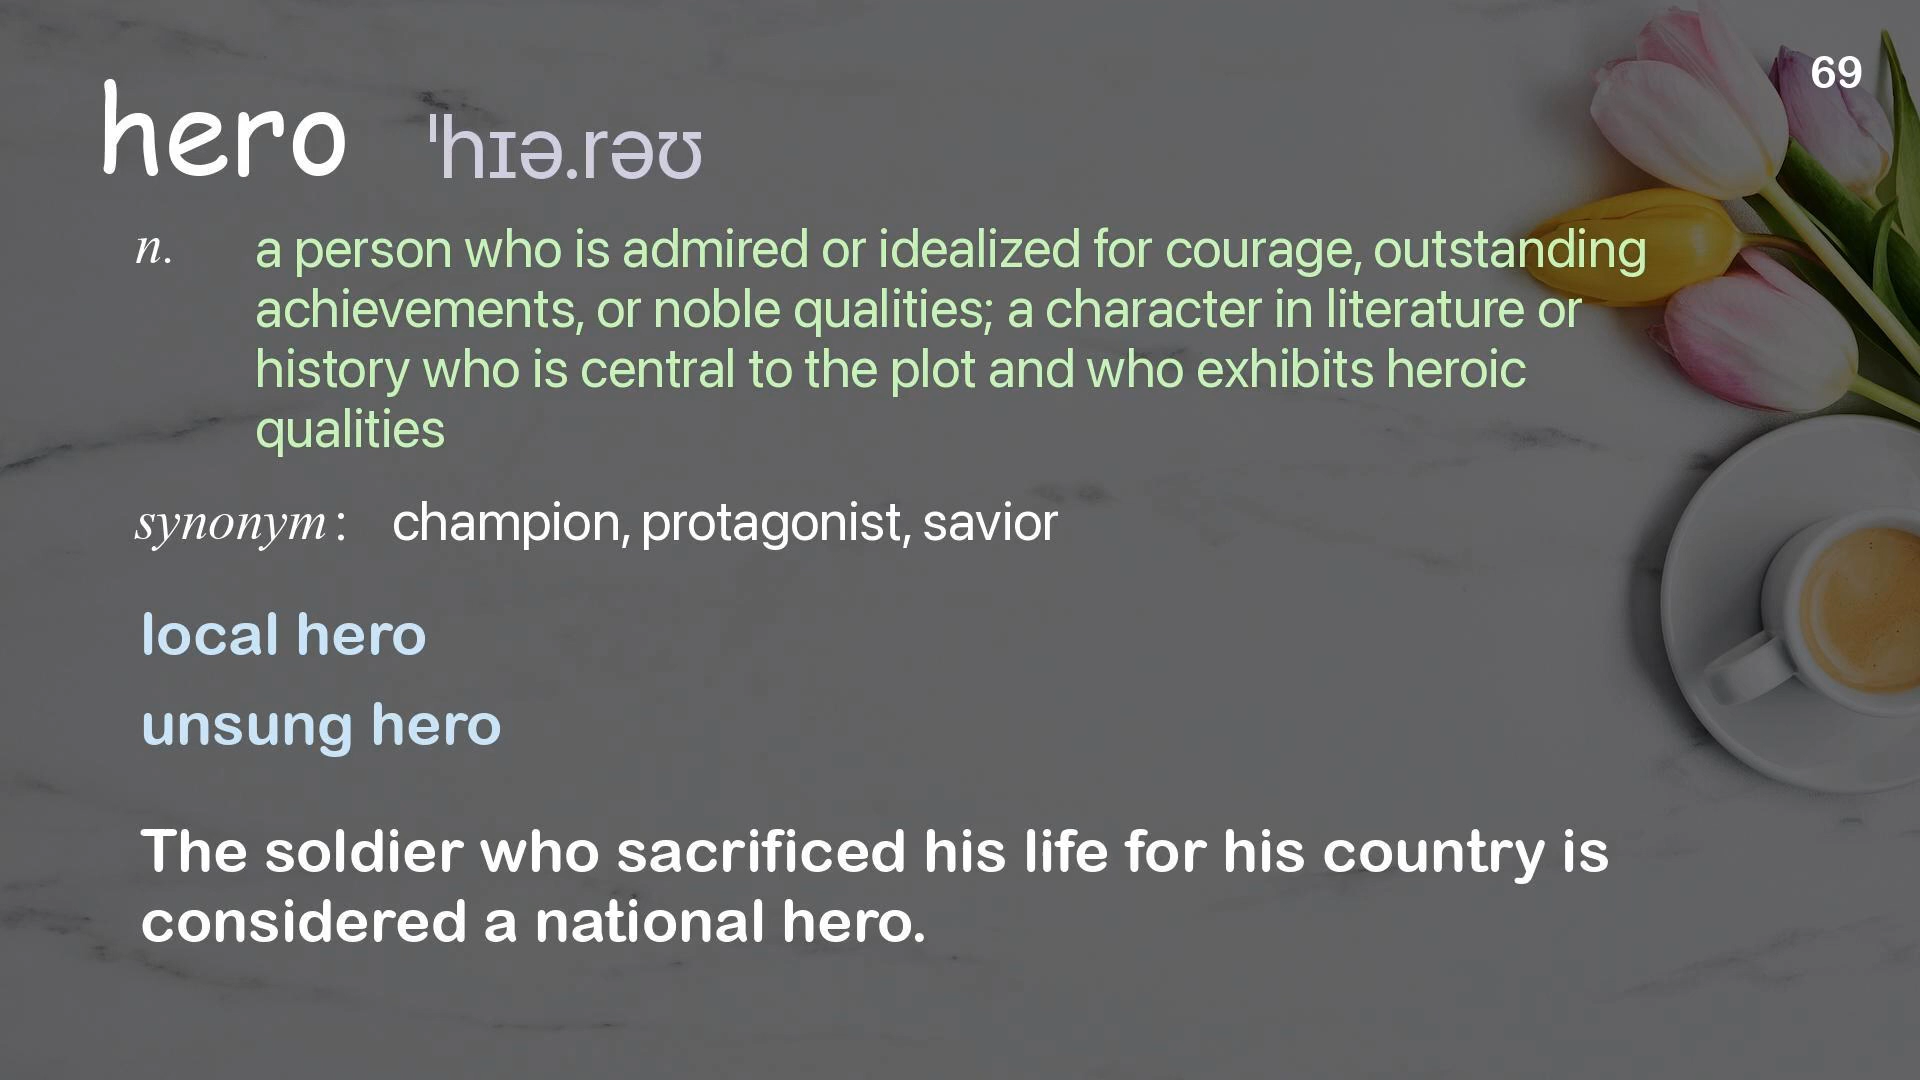 69
hero ˈhɪə.rəʊ
n. a person who is admired or idealized for courage, outstanding
achievements, or noble qualities; a character in literature or
history who is central to the plot and who exhibits heroic
qualities
synonym: champion, protagonist, savior
local hero
unsung hero
The soldier who sacrificed his life for his country is
considered a national hero.